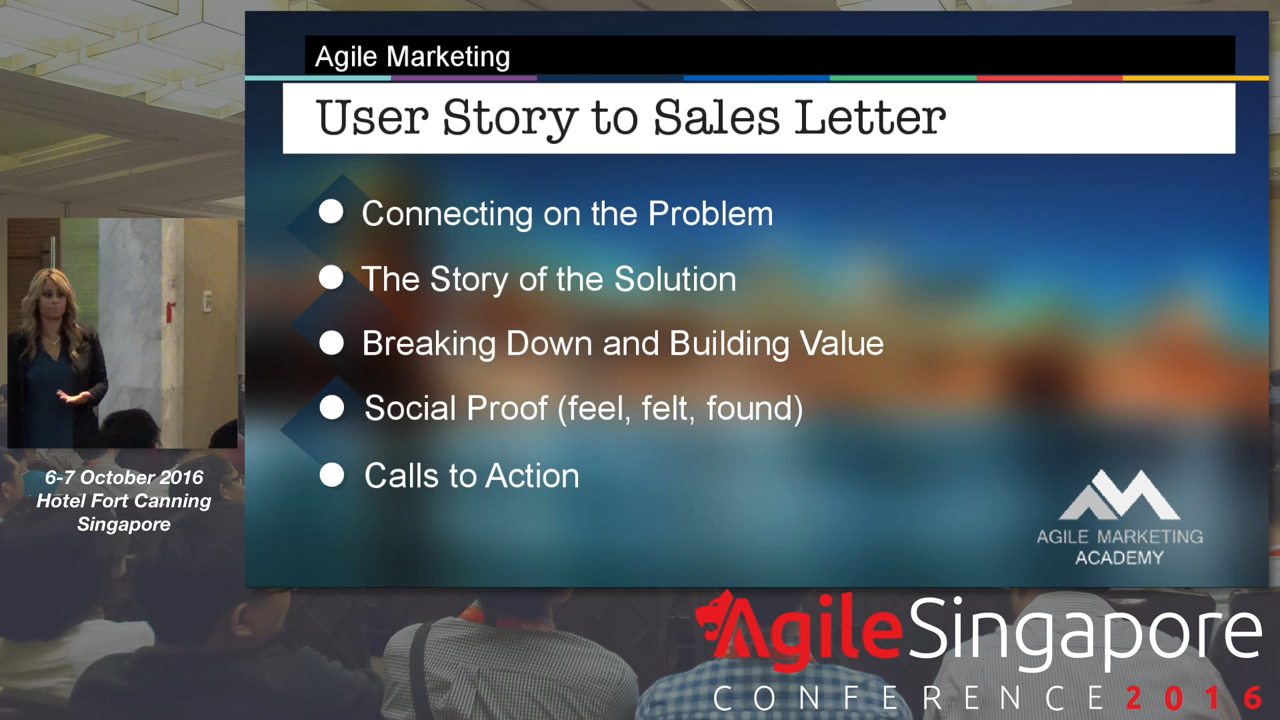 Agile Marketing
User Story to Sales Letter
Connecting on the Problem
The Story of the Solution
Breaking Down and Building Value
Social Proof (feel, felt, found)
Calls to Action
AGILE MARKETING
ACADEMY
6-7 October 2016
Hotel Fort Canning
Singapore
AgileSingapore
CONFERENCE 2016